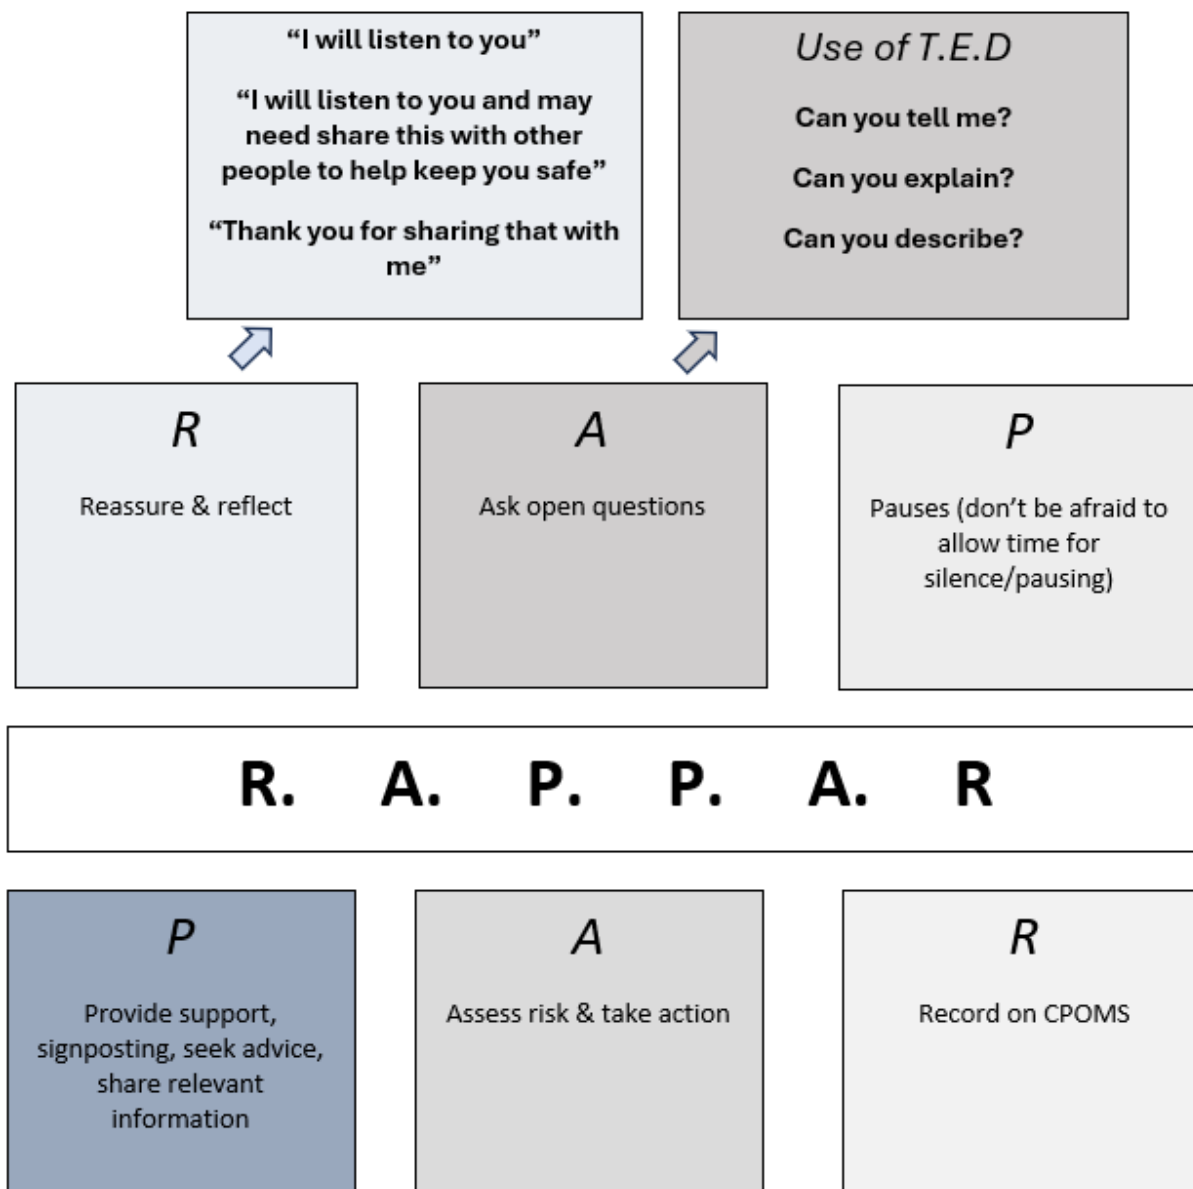 “I will listen to you”
“I will listen to you and may
need share this with other
people to help keep you safe”
“Thank you for sharing that with
me”
Use of T.E.D
Can you tell me?
Can you explain?
Can you describe?
R
Reassure & reflect
A
Ask open questions
P
Pauses (don’t be afraid to
allow time for
silence/pausing)
R. A. P. P. A. R
P
Provide support,
signposting, seek advice,
share relevant
information
A
Assess risk & take action
R
Record on CPOMS